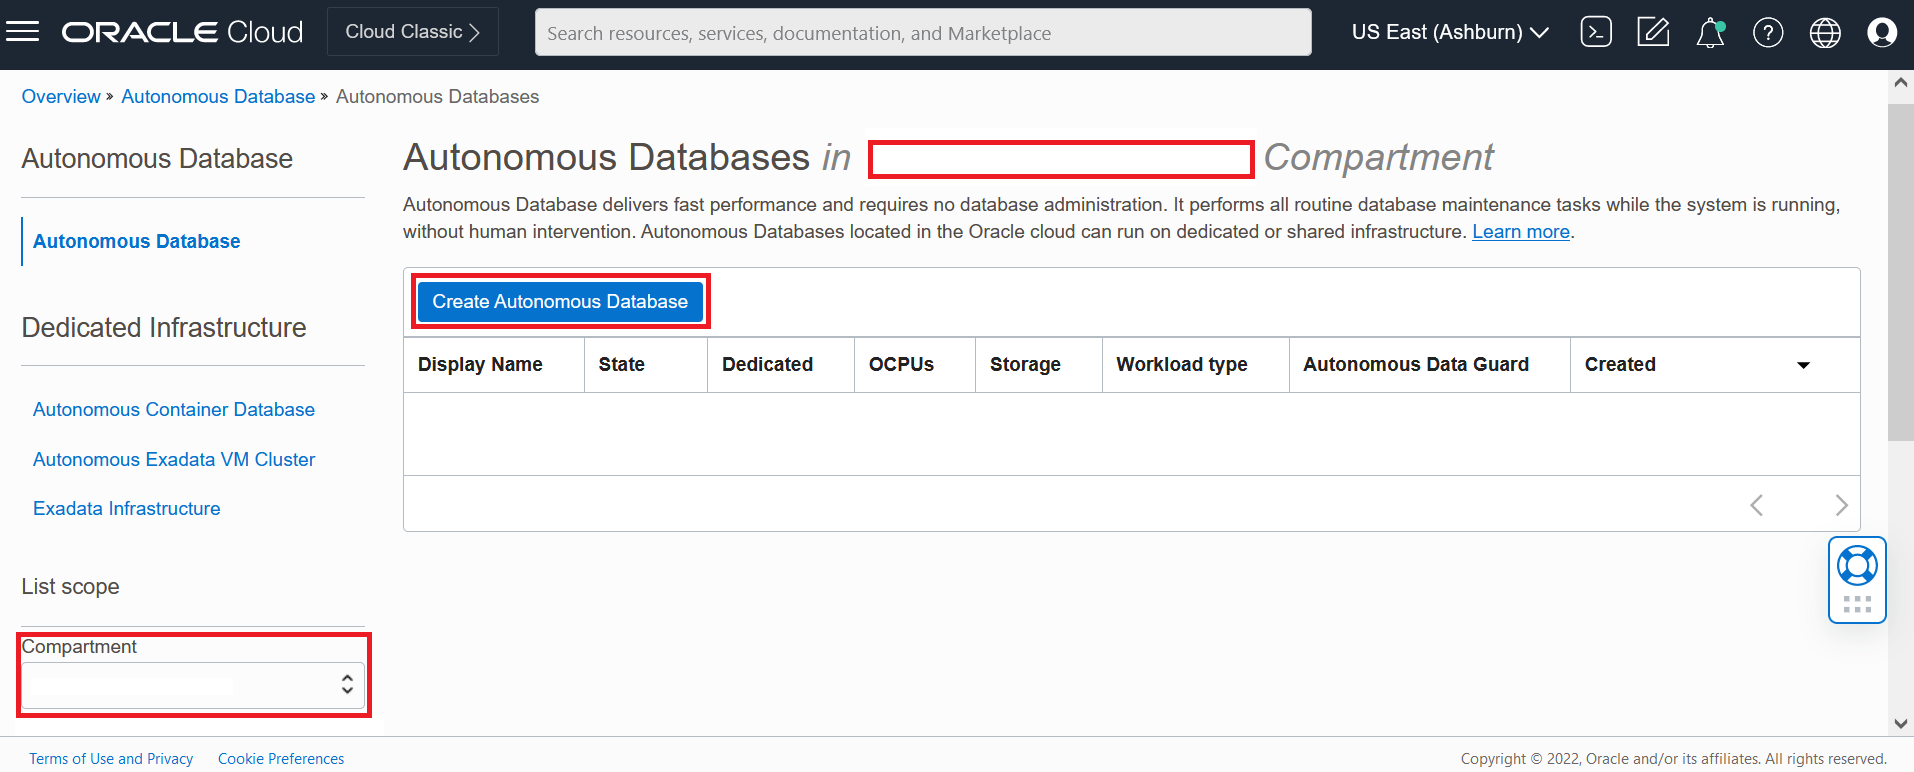 ORACLE Cloud
Cloud Classic
Search resources, services, documentation, and Marketplace
US East (Ashburn)
Overview » Autonomous Database » Autonomous Databases
Autonomous Database
Autonomous Database
Dedicated Infrastructure
Autonomous Container Database
Autonomous Exadata VM Cluster
Exadata Infrastructure
List scope
Compartment
Autonomous Databases in Compartment
Autonomous Database delivers fast performance and requires no database administration. It performs all routine database maintenance tasks while the system is running,
without human intervention. Autonomous Databases located in the Oracle cloud can run on dedicated or shared infrastructure. Learn more.
Create Autonomous Database
Display Name State Dedicated OCPUs Storage Workload type Autonomous Data Guard Created
Terms of Use and Privacy Cookie Preferences
Copyright © 2022, Oracle and/or its affiliates. All rights reserved.